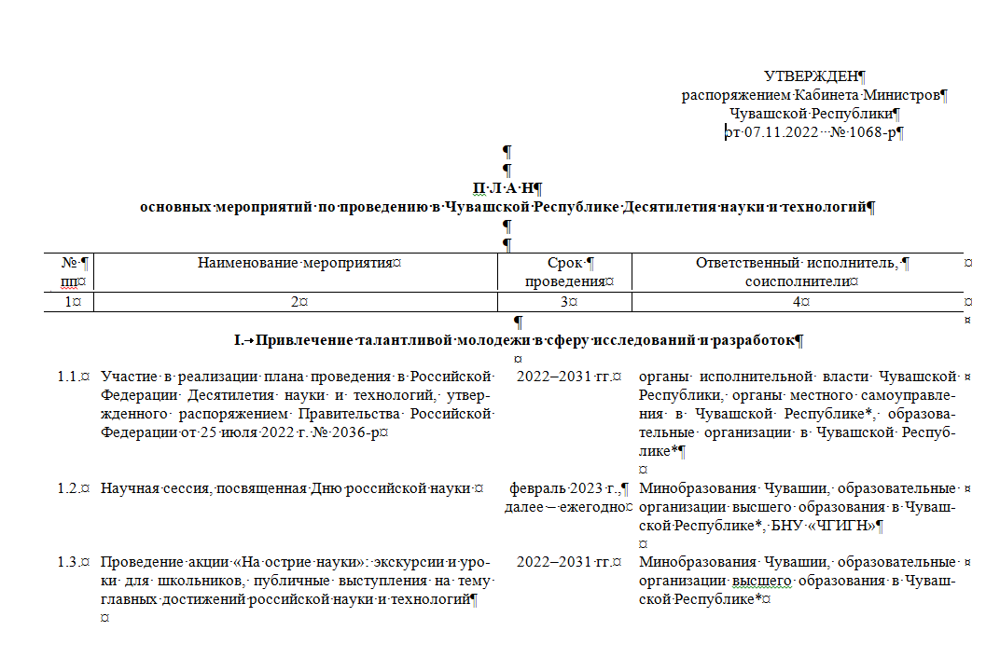 УТВЕРЖДЕН
распоряжением Кабинета Министров
Чувашской Республики
от 07.11.2022 № 1068-р
П Л А Н
основных мероприятий по проведению в Чувашской Республике Десятилетия науки и технологий
№ пп
Наименование мероприятия
Срок проведения
Ответственный исполнитель, соисполнители
1 2 3 4
I. Привлечение талантливой молодежи в сферу исследований и разработок
1.1. Участие в реализации плана проведения в Российской
Федерации Десятилетия науки и технологий, утвер-
жденного распоряжением Правительства Российской
Федерации от 25 июля 2022 г. № 2036-р
2022–2031 гг.
органы исполнительной власти Чувашской
Республики, органы местного самоуправле-
ния в Чувашской Республике*, образова-
тельные организации в Чувашской Респуб-
лике*
1.2. Научная сессия, посвященная Дню российской науки
февраль 2023 г.,
далее – ежегодно
Минобразования Чувашии, образовательные
организации высшего образования в Чуваш-
ской Республике*, БНУ «ЧГИГН»
1.3. Проведение акции «На острие науки»: экскурсии и уро-
ки для школьников, публичные выступления на тему
главных достижений российской науки и технологий
2022–2031 гг.
Минобразования Чувашии, образовательные
организации высшего образования в Чуваш-
ской Республике*